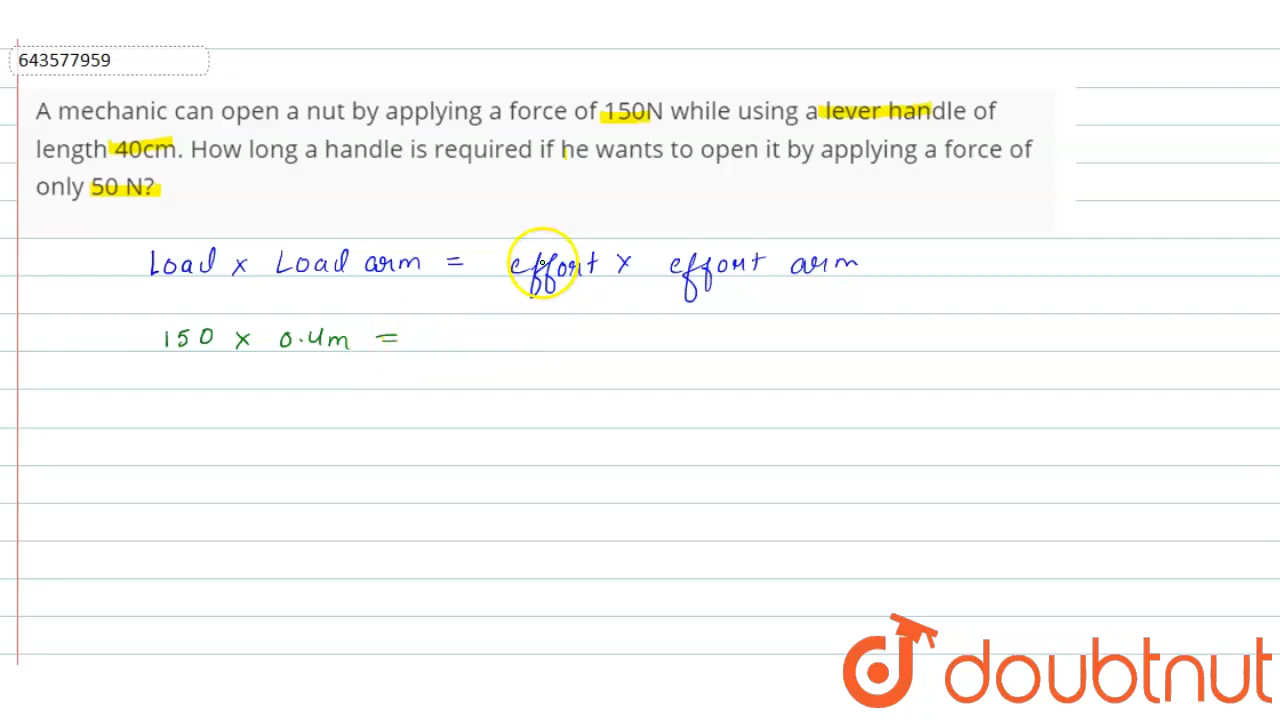 643577959
A mechanic can open a nut by applying a force of 150N while using a lever handle of
length 40cm. How long a handle is required if he wants to open it by applying a force of
only 50 N?
Load x Load arm = effort x effort arm
150 x 0.4m =
doubtnut